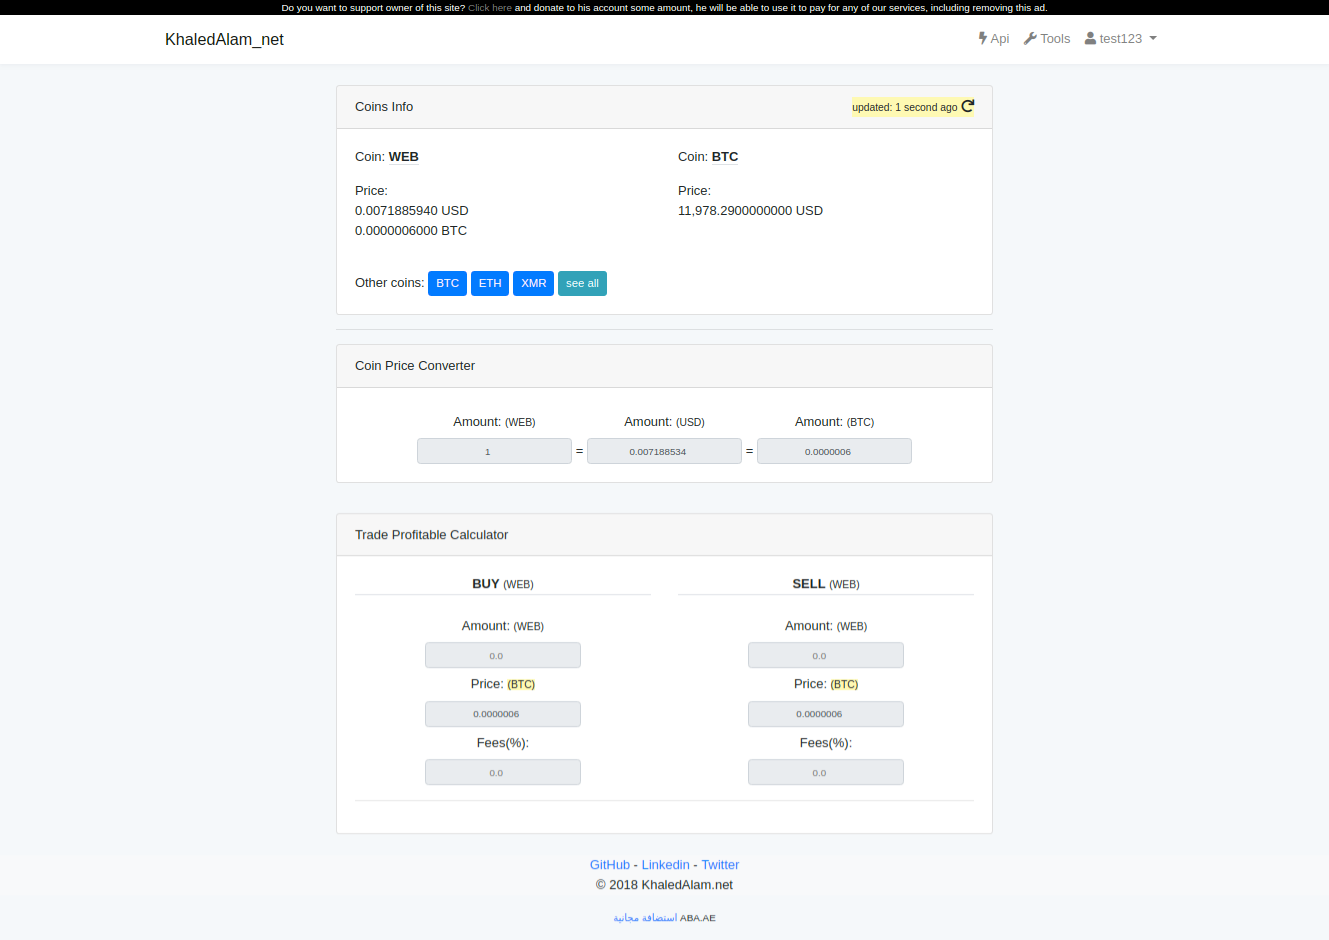 Do you want to support owner of this site? Click here and donate to his account some amount, he will be able to use it to pay for any of our services, including removing this ad.
KhaledAlam_net Api Tools test123
Coins Info updated: 1 second ago
Coin: WEB Coin: BTC
Price: Price:
0.0071885940 USD 11,978.2900000000 USD
0.0000006000 BTC
Other coins: BTC ETH XMR see all
Coin Price Converter
Amount: (WEB) Amount: (USD) Amount: (BTC)
1 = 0.007188534 = 0.0000006
Trade Profitable Calculator
BUY (WEB) SELL (WEB)
Amount: (WEB) Amount: (WEB)
0.0 0.0
Price: (BTC) Price: (BTC)
0.0000006 0.0000006
Fees(%): Fees(%):
0.0 0.0
GitHub - Linkedin - Twitter
© 2018 KhaledAlam.net
استضافة مجانية ABA.AE